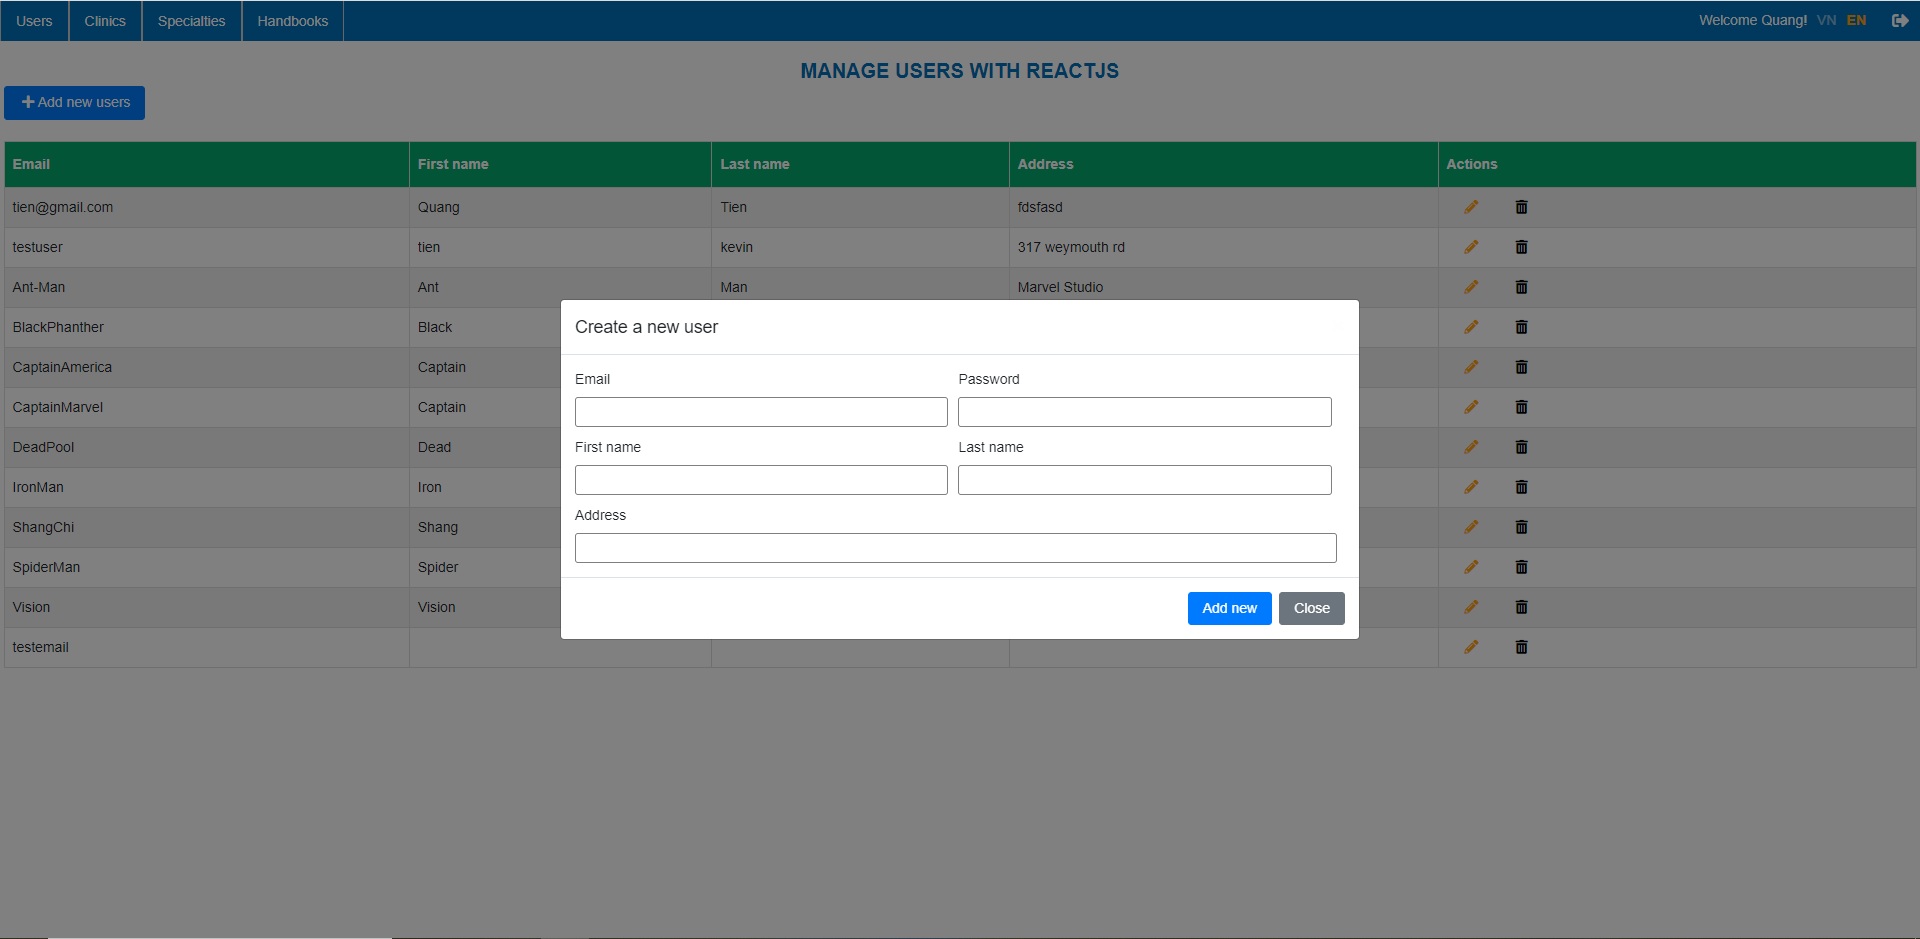 Users Clinics Specialties Handbooks Welcome Quang! VN EN
MANAGE USERS WITH REACTJS
Add new users
Email First name Last name Address Actions
tien@gmail.com Quang Tien fdsfasd
testuser tien kevin 317 weymouth rd
Ant-Man Ant Man Marvel Studio
BlackPhanther Black
CaptainAmerica Captain
CaptainMarvel Captain
DeadPool Dead
IronMan Iron
ShangChi Shang
SpiderMan Spider
Vision Vision
testemail
Create a new user
Email Password
First name Last name
Address
Add new Close